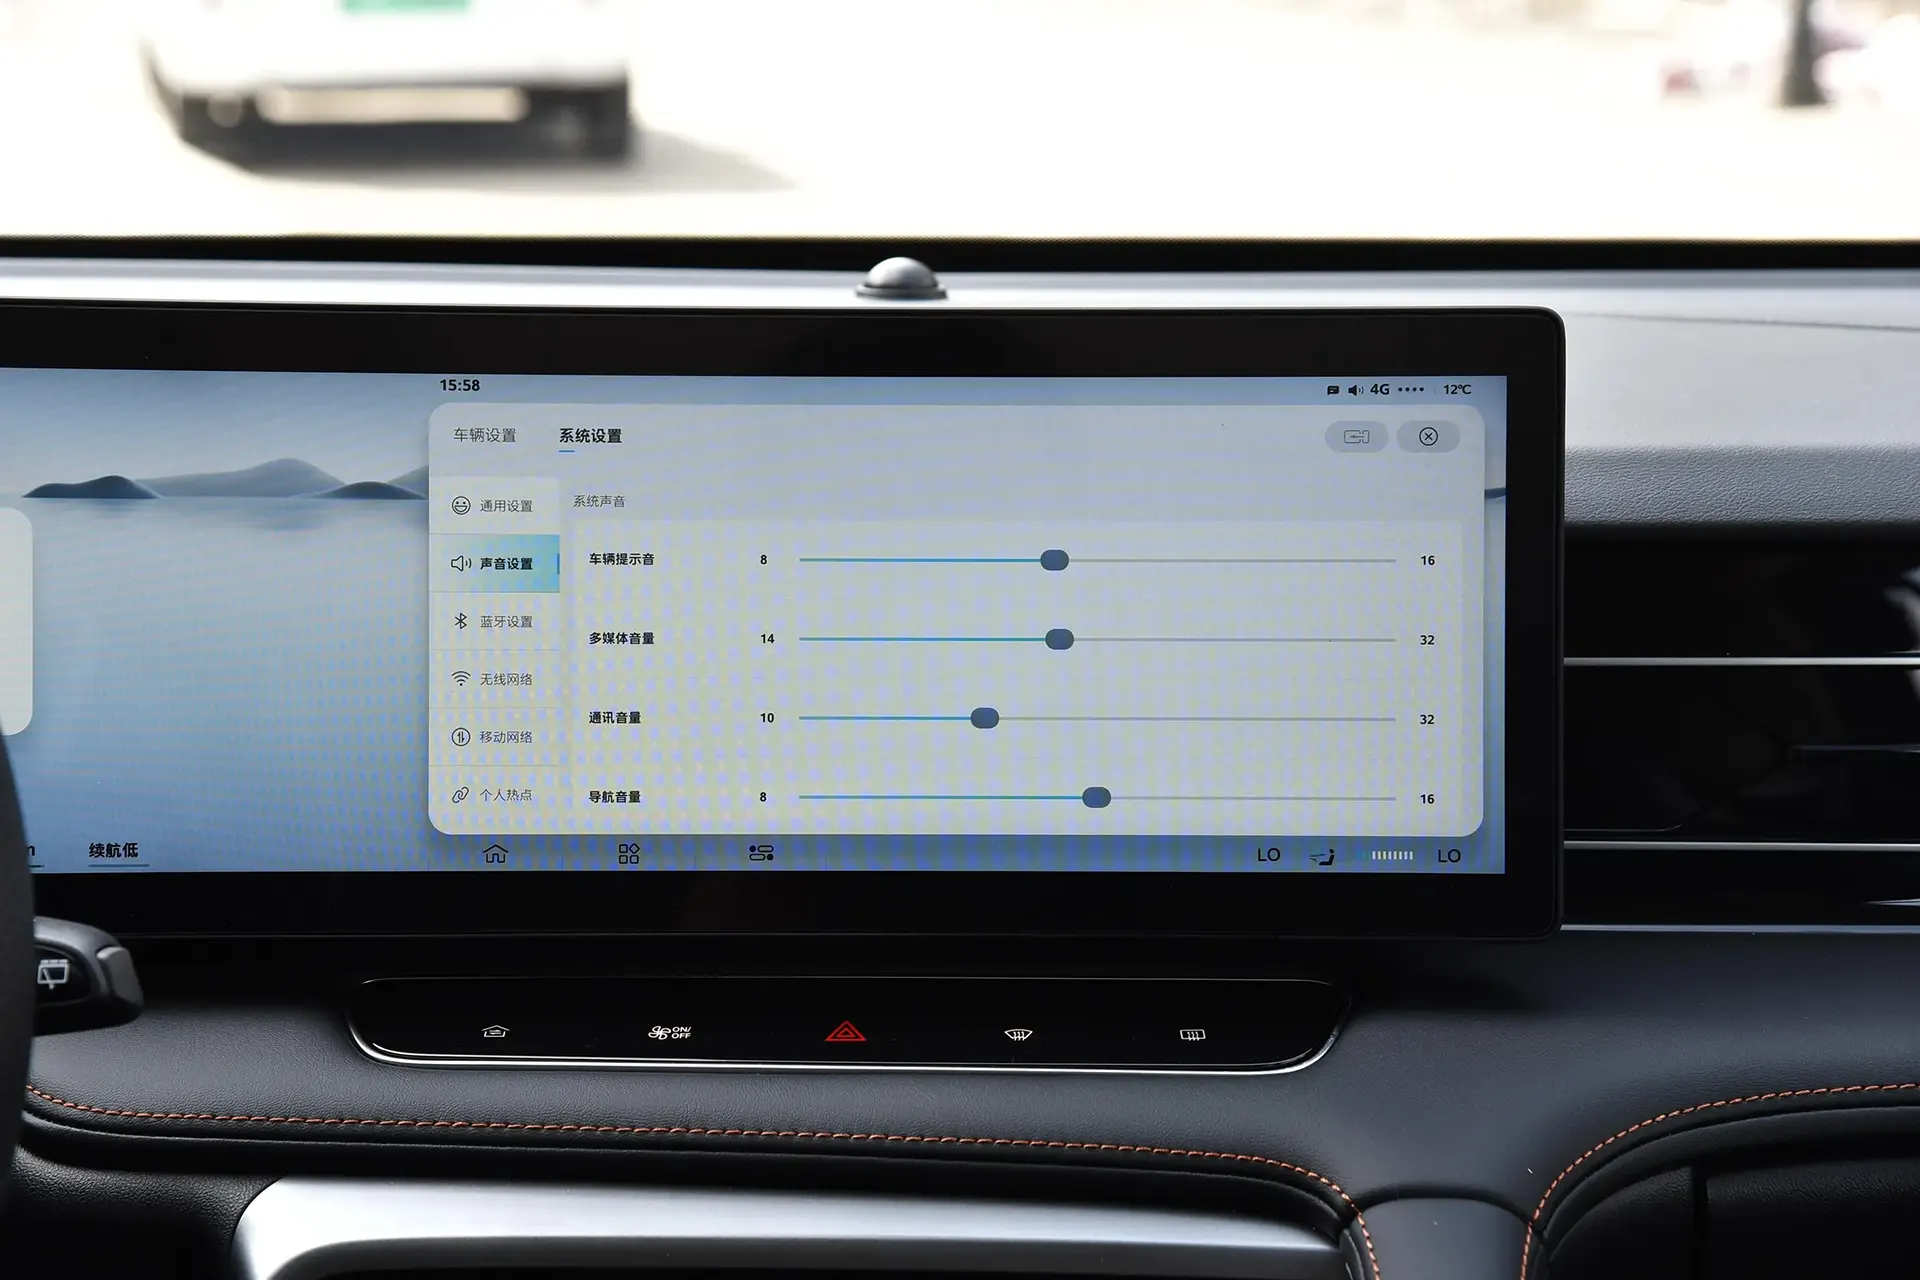 15:58
4G 12℃
车辆设置 系统设置
通用设置
系统声音
声音设置
车辆提示音 8 16
蓝牙设置
多媒体音量 14 32
无线网络
通讯音量 10 32
移动网络
个人热点
导航音量 8 16
续航低
LO LO
ON/
OFF